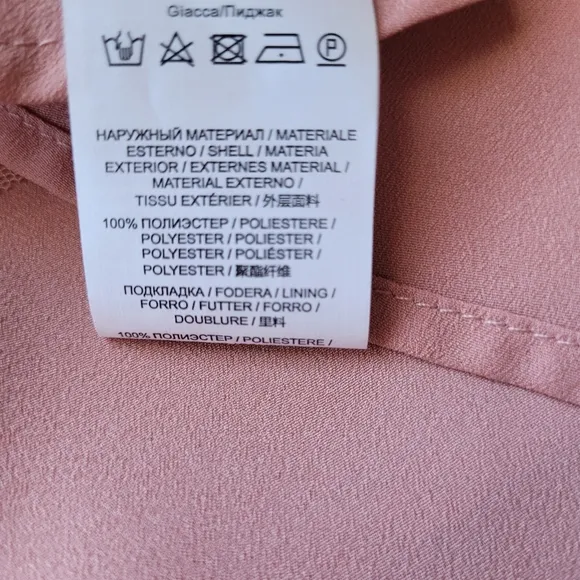 Giacca/Пиджак
НАРУЖНЫЙ МАТЕРИАЛ / MATERIALE
ESTERNO / SHELL / MATERIA
EXTERIOR / EXTERNES MATERIAL /
MATERIAL EXTERNO /
TISSU EXTÉRIER / 外层面料
100% ПОЛИЭСТЕР / POLIESTERE /
POLYESTER / POLIESTER /
POLYESTER / POLIÉSTER /
POLYESTER / 聚酯纤维
ПОДКЛАДКА / FODERA / LINING /
FORRO / FUTTER / FORRO /
DOUBLURE / 里料
100% ПОЛИЭСТЕР / POLIESTERE /